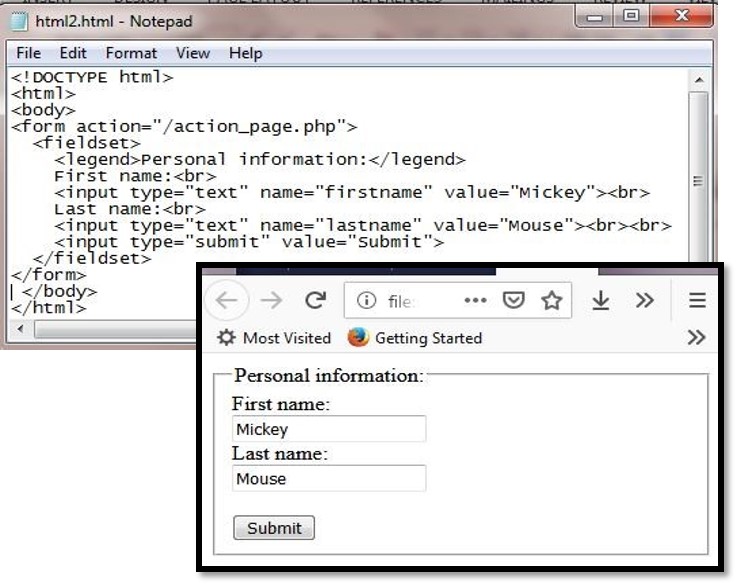 html2.html - Notepad
File Edit Format View Help
<!DOCTYPE html>
<html>
<body>
<form action="/action_page.php">
<fieldset>
<legend>Personal information:</legend>
First name:<br>
<input type="text" name="firstname" value="Mickey"><br>
Last name:<br>
<input type="text" name="lastname" value="Mouse"><br><br>
<input type="submit" value="Submit">
</fieldset>
</form>
</body>
</html>
file:
Most Visited Getting Started
Personal information:
First name:
Mickey
Last name:
Mouse
Submit